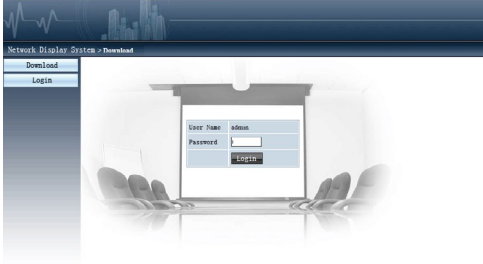 Network Display System > Download
Download
Login
User Name admin
Password
Login